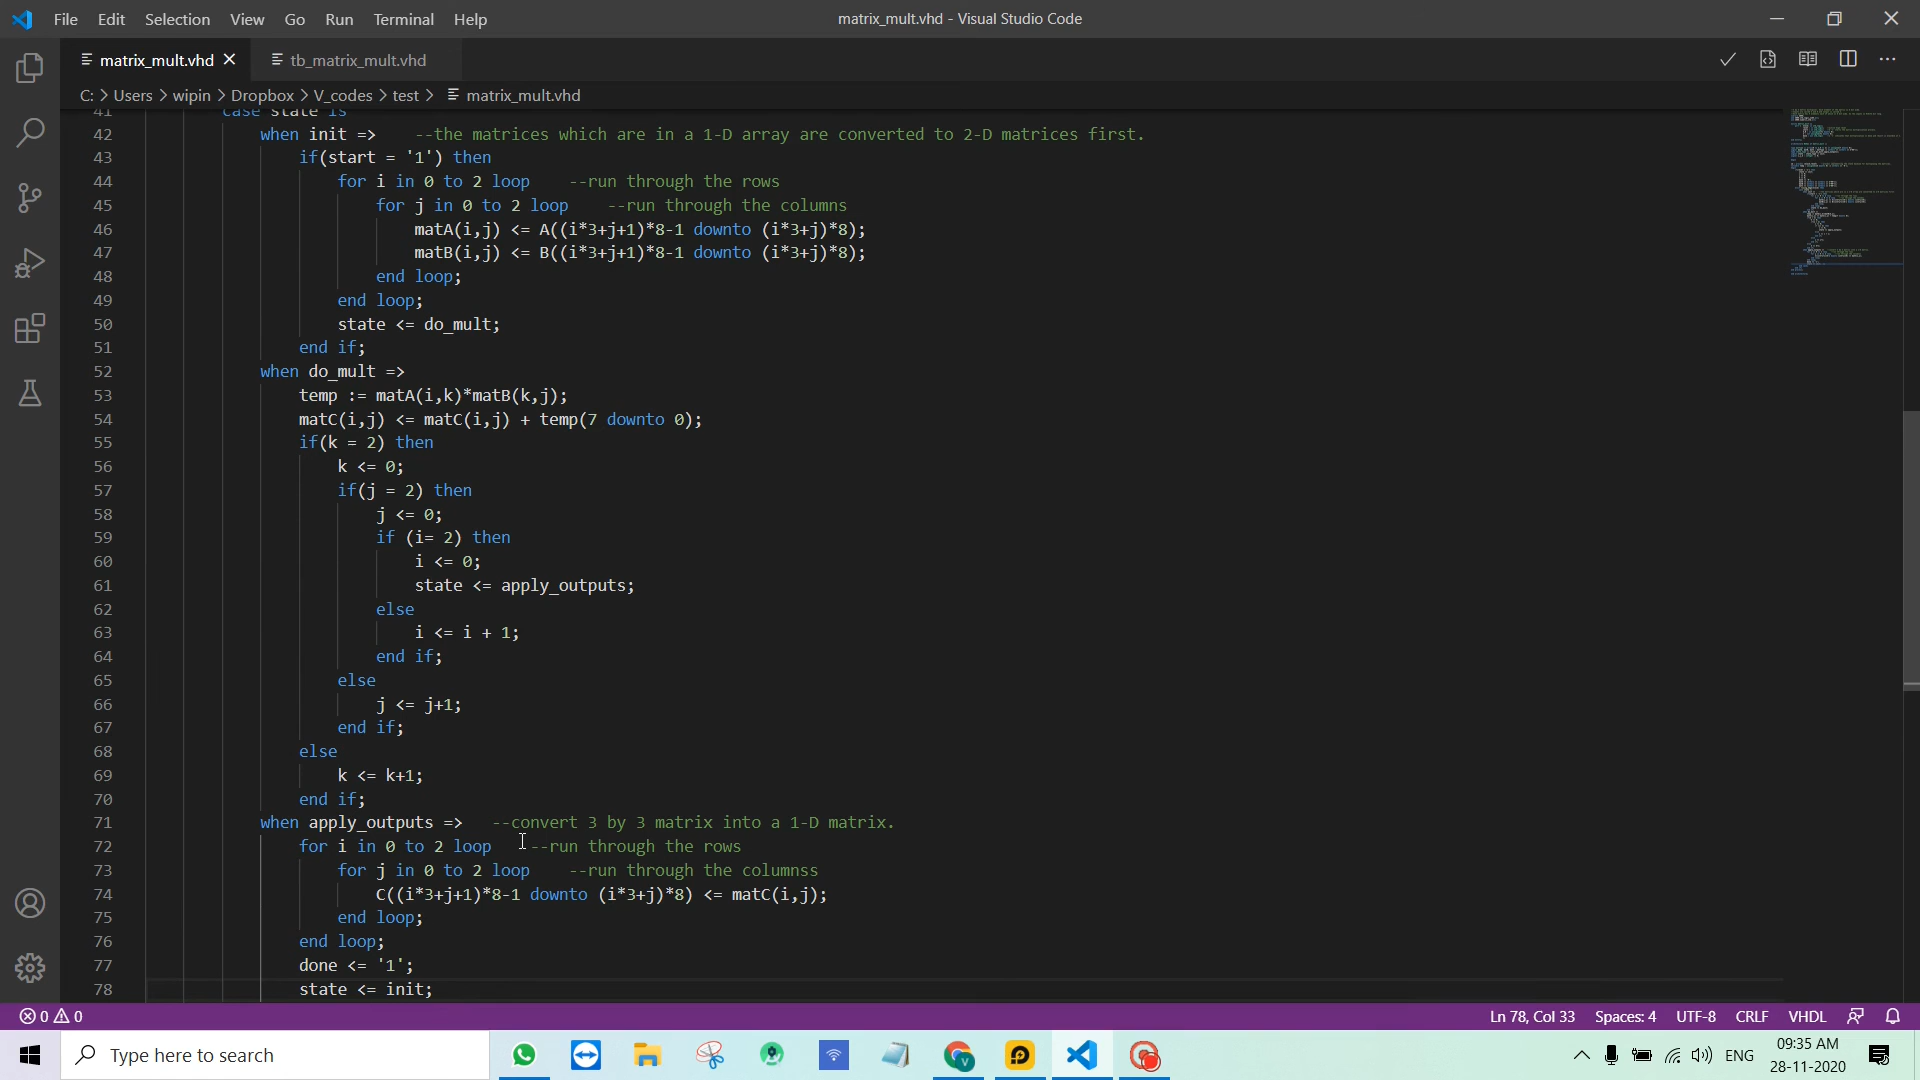 File Edit Selection View Go Run Terminal Help
matrix_mult.vhd - Visual Studio Code
matrix_mult.vhd
tb_matrix_mult.vhd
C: > Users > wipin > Dropbox > V_codes > test > matrix_mult.vhd
41 case state is
42 when init => --the matrices which are in a 1-D array are converted to 2-D matrices first.
43 if(start = '1') then
44 for i in 0 to 2 loop --run through the rows
45 for j in 0 to 2 loop --run through the columns
46 matA(i,j) <= A((i*3+j+1)*8-1 downto (i*3+j)*8);
47 matB(i,j) <= B((i*3+j+1)*8-1 downto (i*3+j)*8);
48 end loop;
49 end loop;
50 state <= do_mult;
51 end if;
52 when do_mult =>
53 temp := matA(i,k)*matB(k,j);
54 matC(i,j) <= matC(i,j) + temp(7 downto 0);
55 if(k = 2) then
56 k <= 0;
57 if(j = 2) then
58 j <= 0;
59 if (i= 2) then
60 i <= 0;
61 state <= apply_outputs;
62 else
63 i <= i + 1;
64 end if;
65 else
66 j <= j+1;
67 end if;
68 else
69 k <= k+1;
70 end if;
71 when apply_outputs => --convert 3 by 3 matrix into a 1-D matrix.
72 for i in 0 to 2 loop --run through the rows
73 for j in 0 to 2 loop --run through the columnss
74 C((i*3+j+1)*8-1 downto (i*3+j)*8) <= matC(i,j);
75 end loop;
76 end loop;
77 done <= '1';
78 state <= init;
0 0
Ln 78, Col 33 Spaces: 4 UTF-8 CRLF VHDL
Type here to search
ENG
09:35 AM
28-11-2020